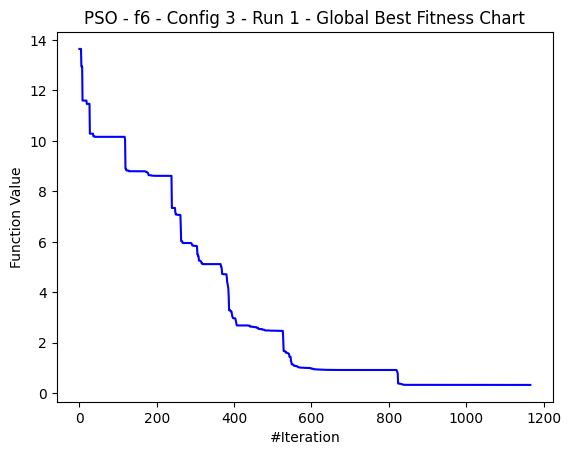 PSO - f6 - Config 3 - Run 1 - Global Best Fitness Chart
14
12
10
8
6
4
2
0
Function Value
0 200 400 600 800 1000 1200
#Iteration